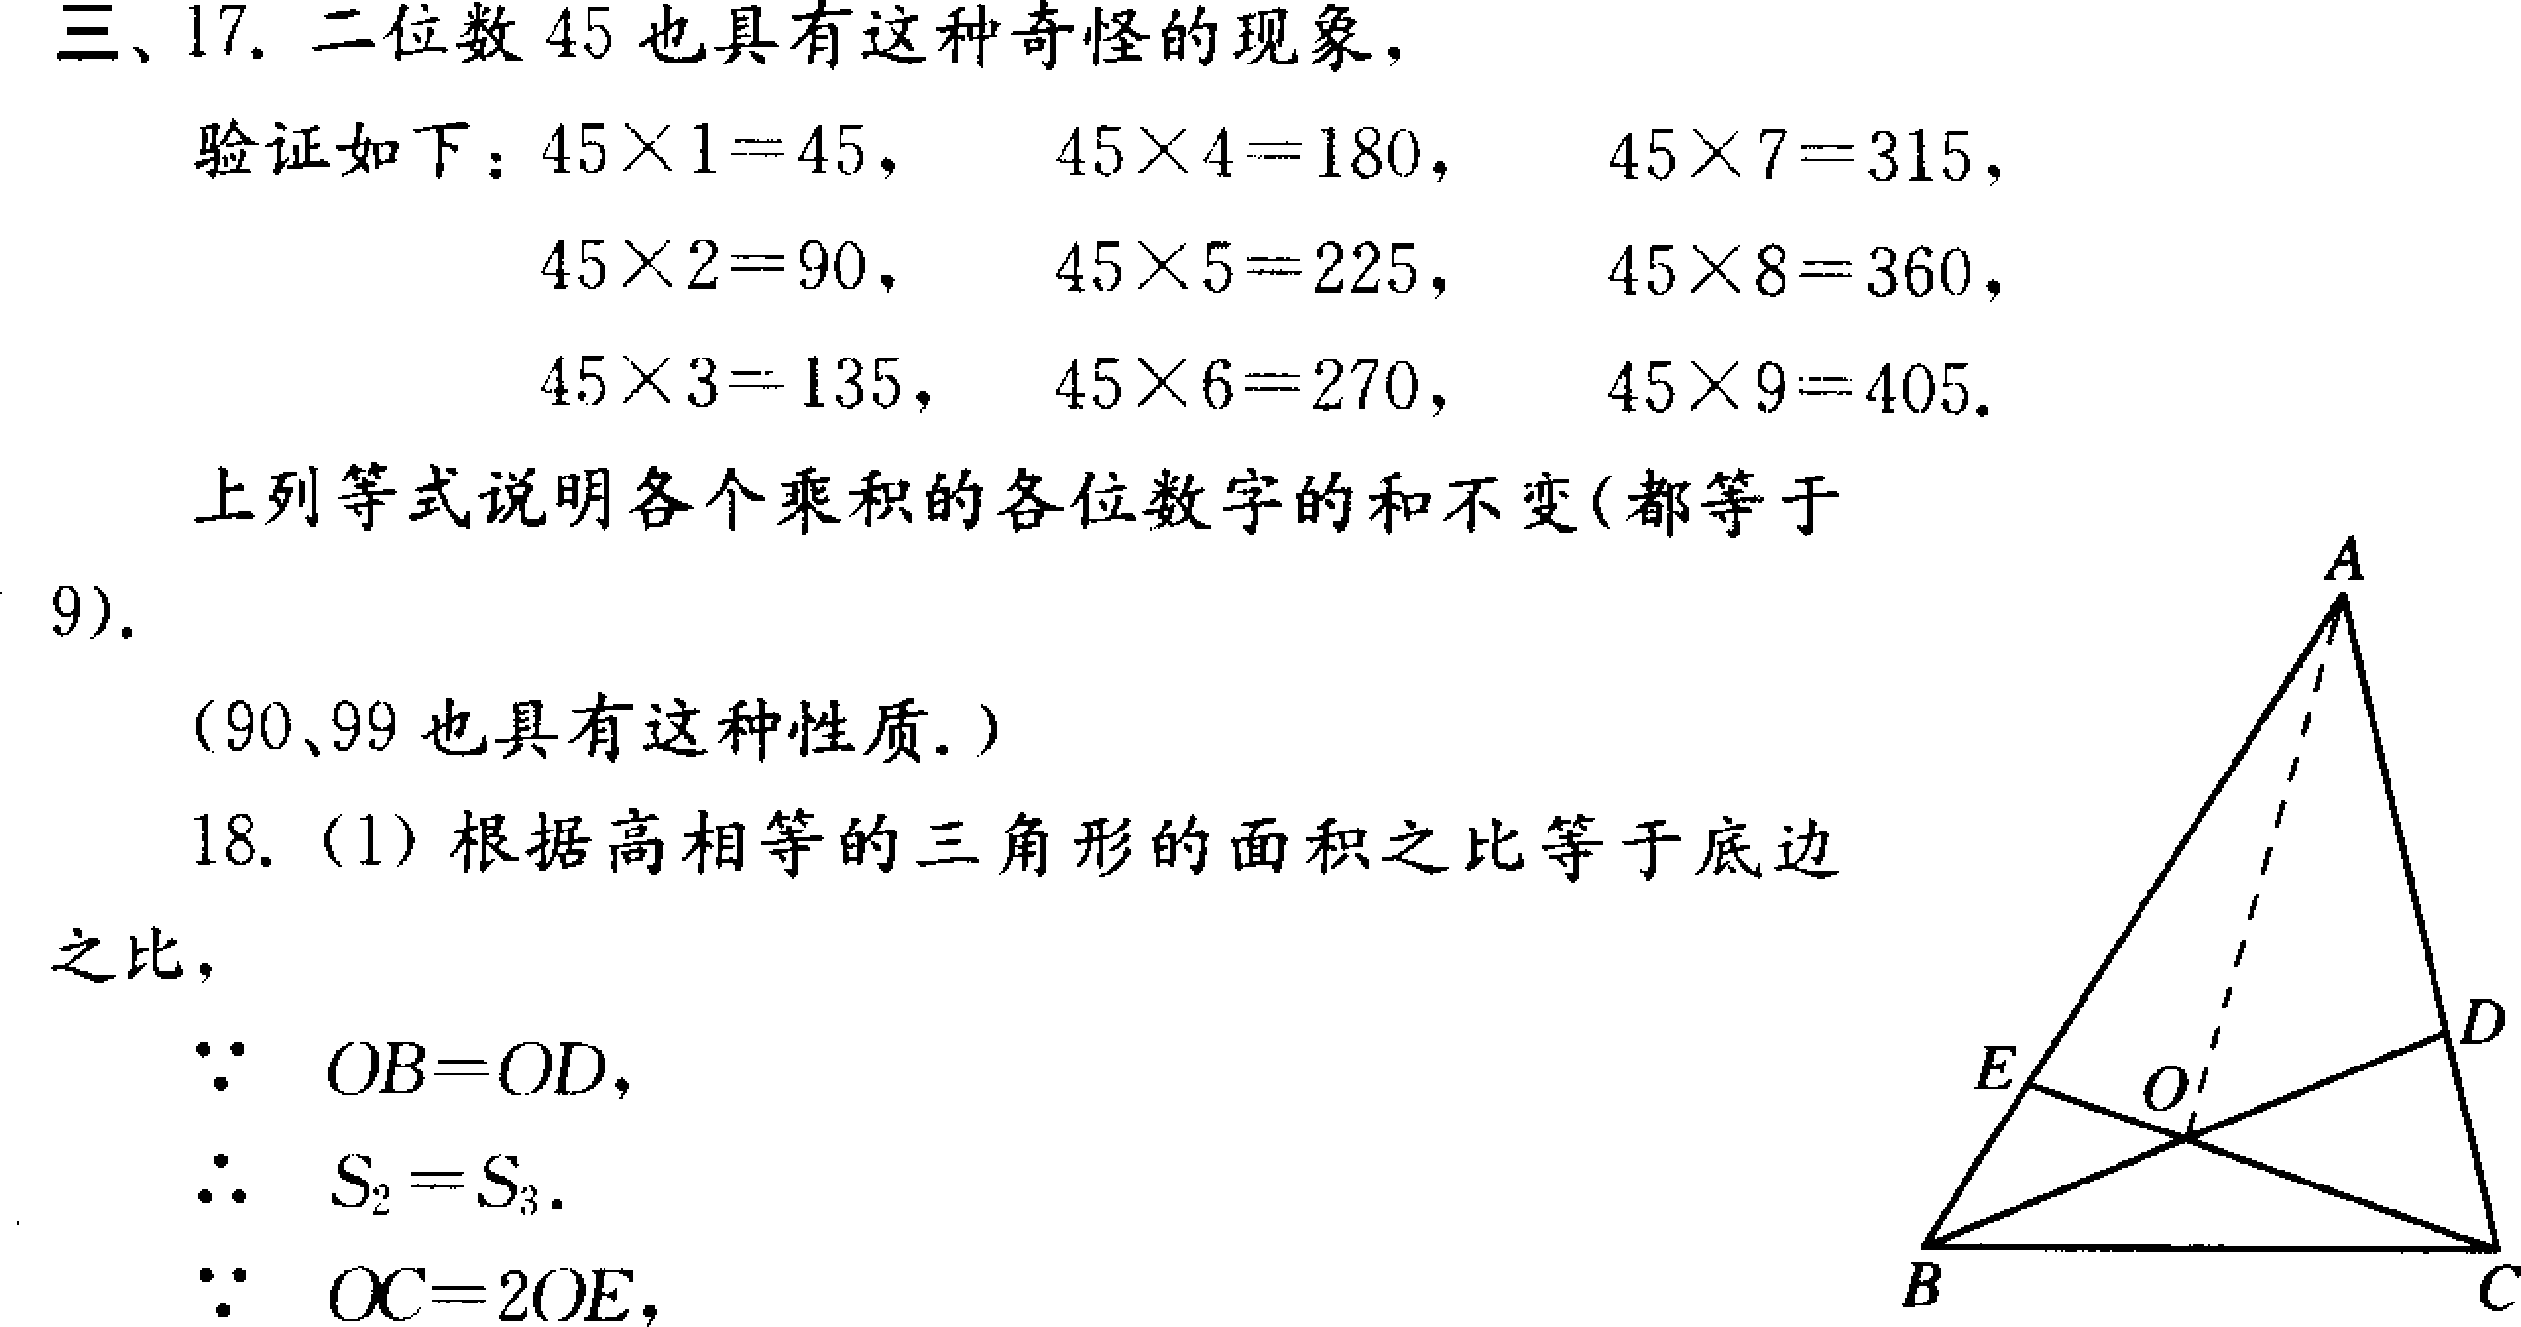 三、17. 二位数 45 也具有这种奇怪的现象，
验证如下：45×1=45， 45×4=180， 45×7=315，
45×2=90， 45×5=225， 45×8=360，
45×3=135， 45×6=270， 45×9=405.
上列等式说明各个乘积的各位数字的和不变(都等于
9).
(90、99 也具有这种性质.)
18. (1) 根据高相等的三角形的面积之比等于底边
之比，
∵ OB=OD，
∴ S₂=S₃.
∵ OC=2OE，
A
D
E
O
B
C